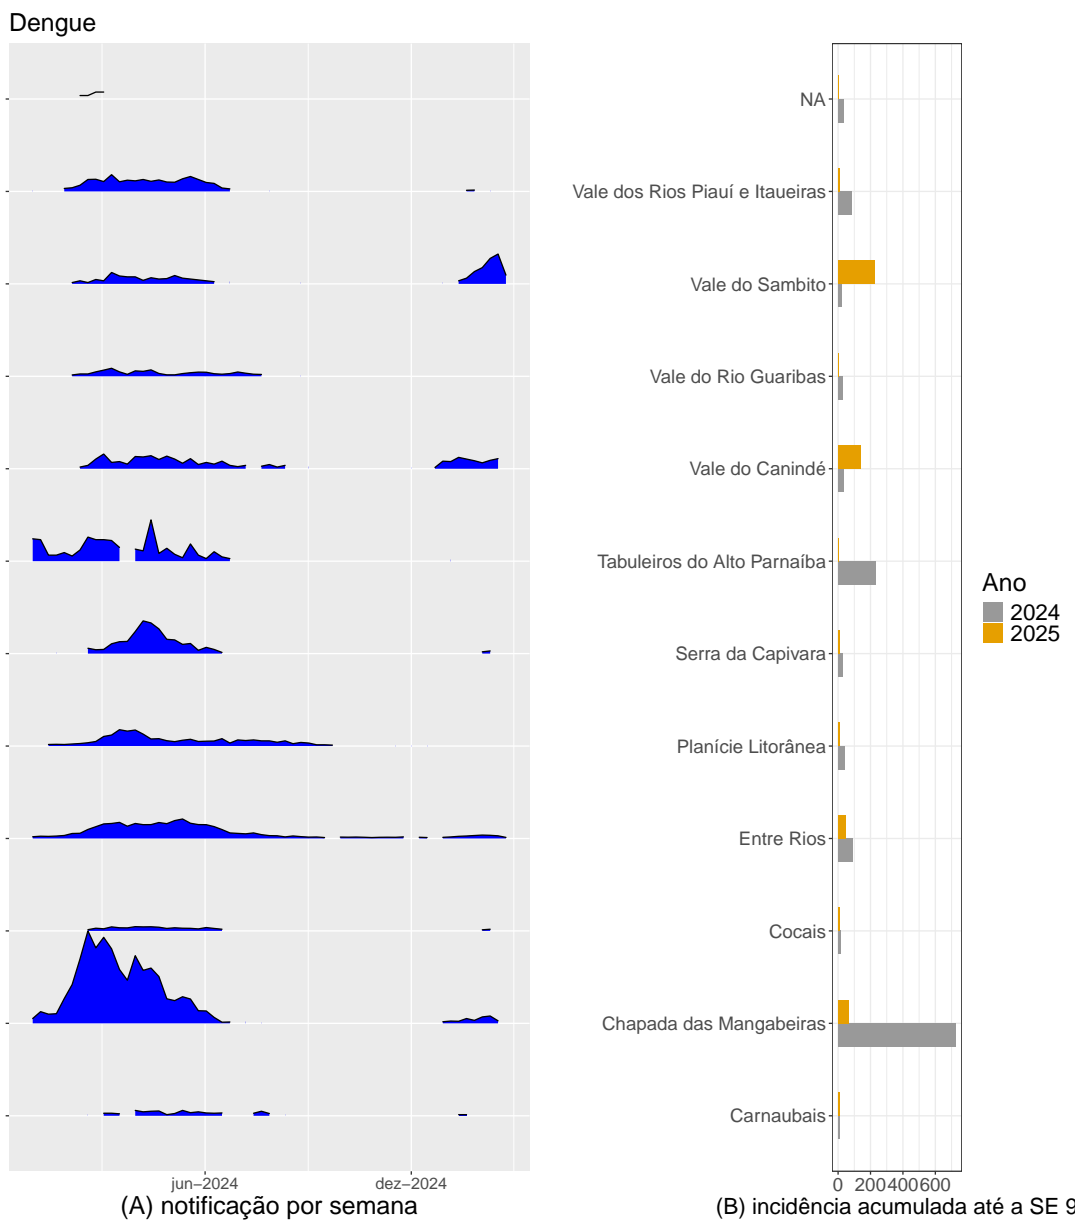 Dengue
NA
Vale dos Rios Piauí e Itaueiras
Vale do Sambito
Vale do Rio Guaribas
Vale do Canindé
Tabuleiros do Alto Parnaíba
Serra da Capivara
Planície Litorânea
Entre Rios
Cocais
Chapada das Mangabeiras
Carnaubais
Ano
2024
2025
jun−2024 dez−2024
0 200 400 600
(A) notificação por semana
(B) incidência acumulada até a SE 9